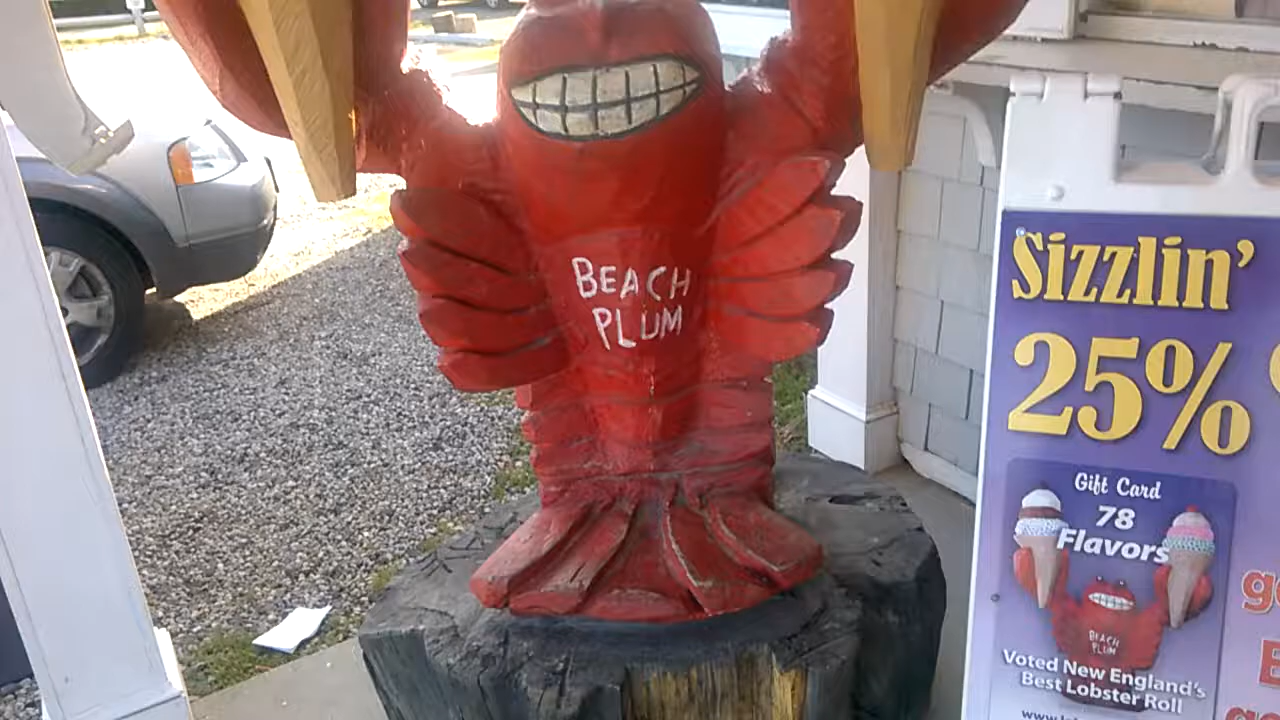 BEACH
PLUM
Sizzlin'
25%
Gift Card
78
Flavors
BEACH
PLUM
Voted New England's
Best Lobster Roll